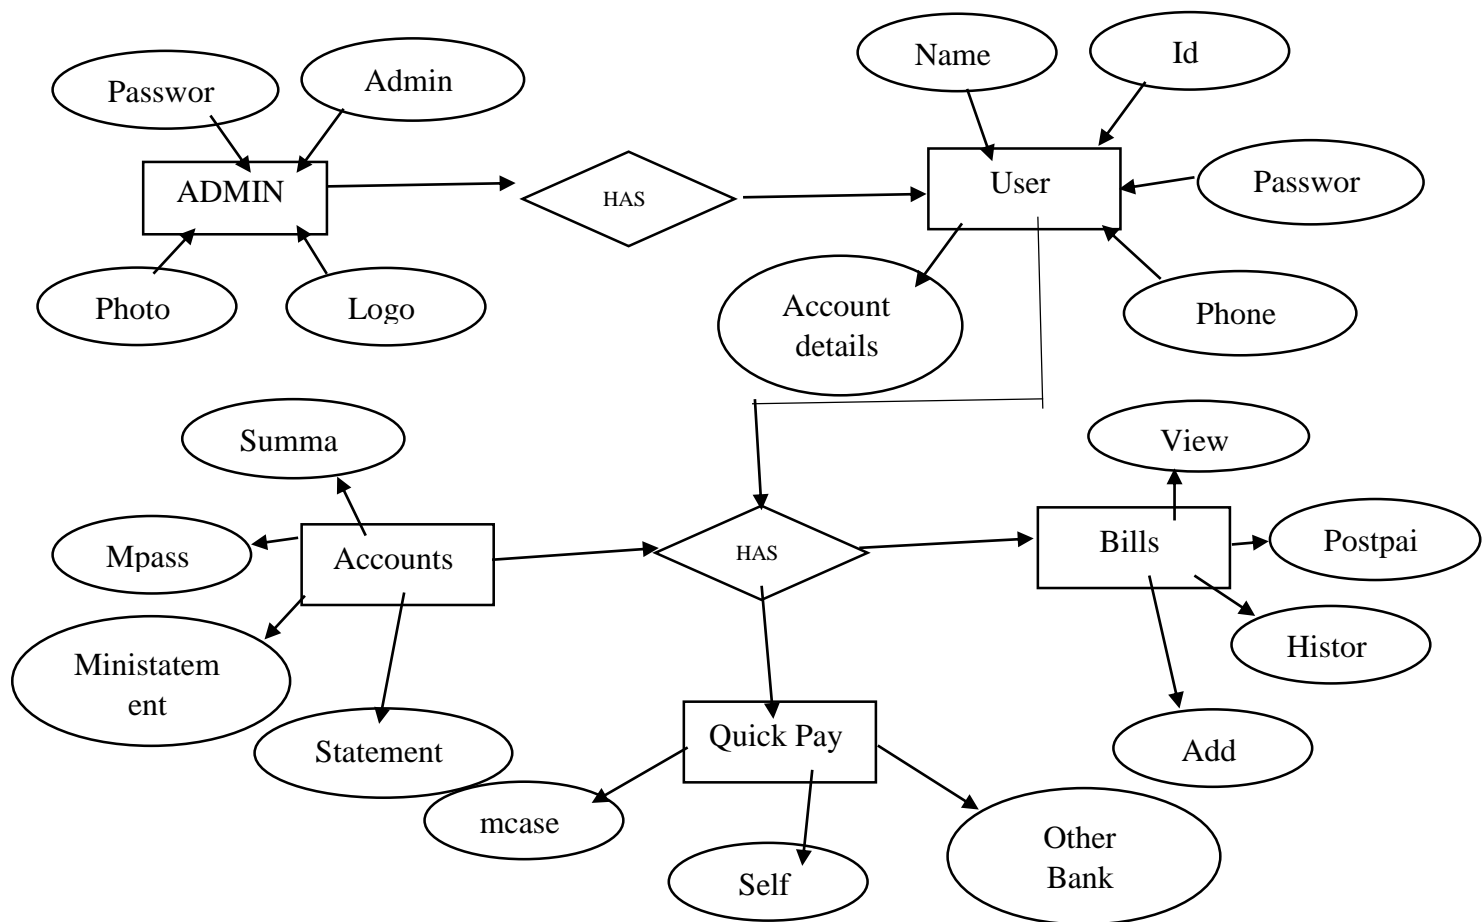 Name
Id
Passwor
Admin
ADMIN
HAS
User
Passwor
Photo
Logo
Account
details
Phone
Summa
View
Mpass
Accounts
HAS
Bills
Postpai
Ministatem
ent
Histor
Statement
Quick Pay
Add
mcase
Self
Other
Bank